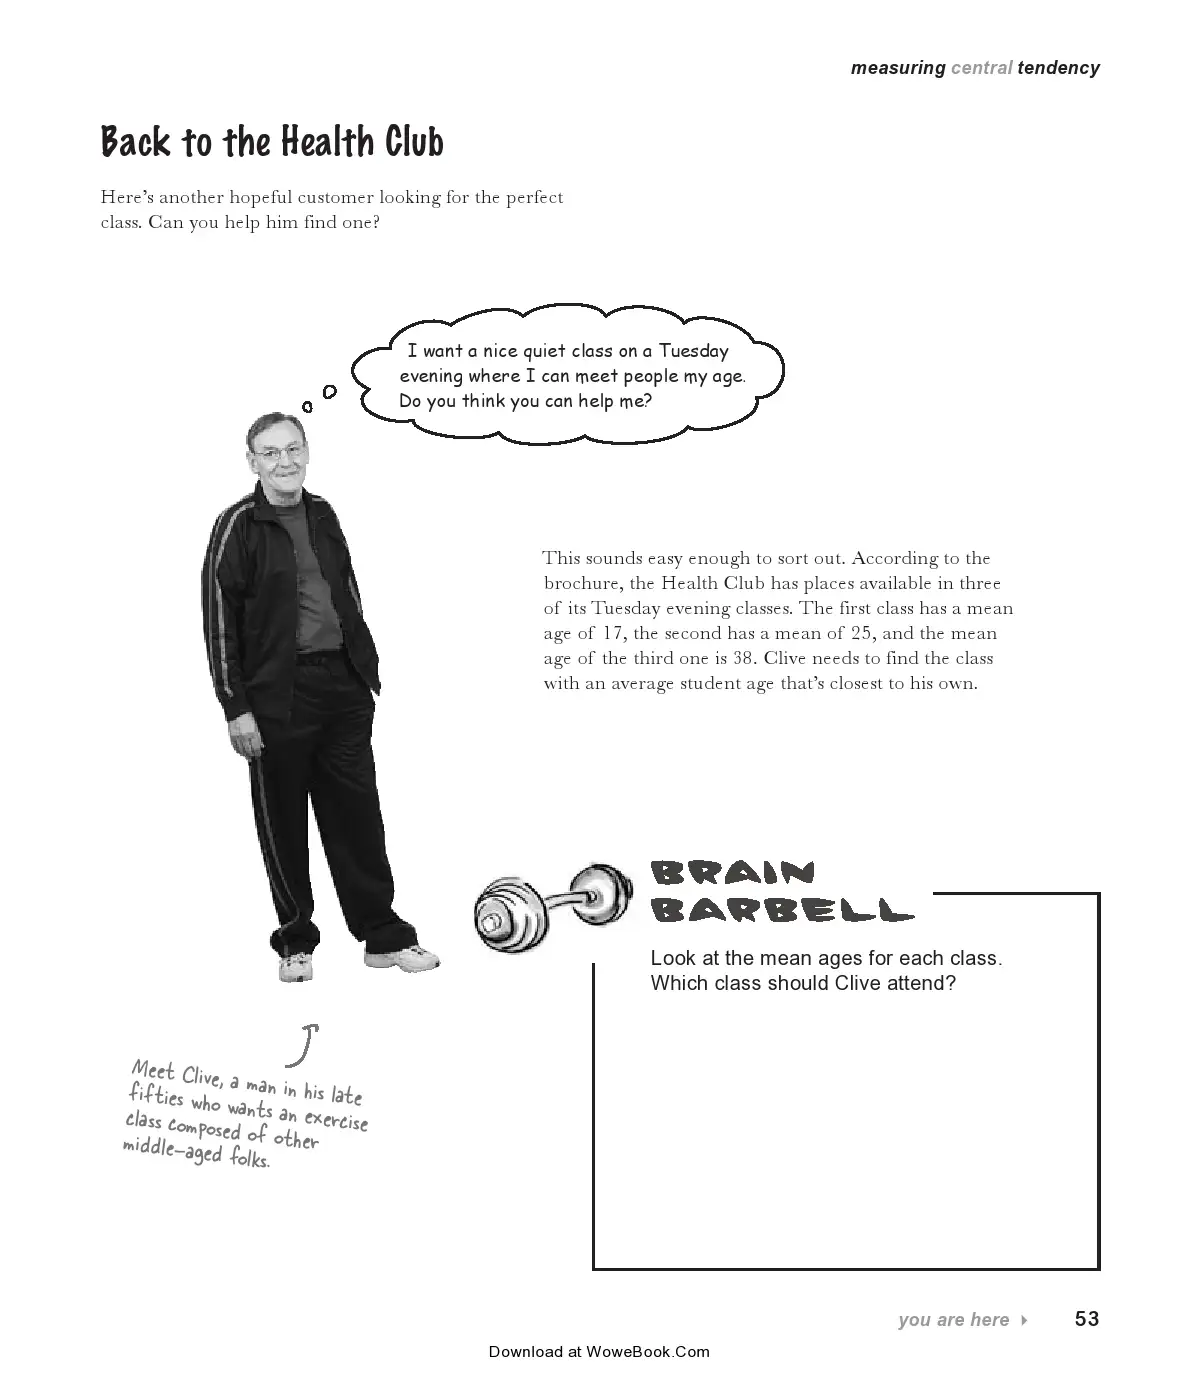 measuring central tendency
Back to the Health Club
Here’s another hopeful customer looking for the perfect
class. Can you help him find one?
I want a nice quiet class on a Tuesday
evening where I can meet people my age.
Do you think you can help me?
This sounds easy enough to sort out. According to the
brochure, the Health Club has places available in three
of its Tuesday evening classes. The first class has a mean
age of 17, the second has a mean of 25, and the mean
age of the third one is 38. Clive needs to find the class
with an average student age that’s closest to his own.
BRAIN
BARBELL
Look at the mean ages for each class.
Which class should Clive attend?
Meet Clive, a man in his late
fifties who wants an exercise
class composed of other
middle-aged folks.
you are here 53
Download at WoweBook.Com